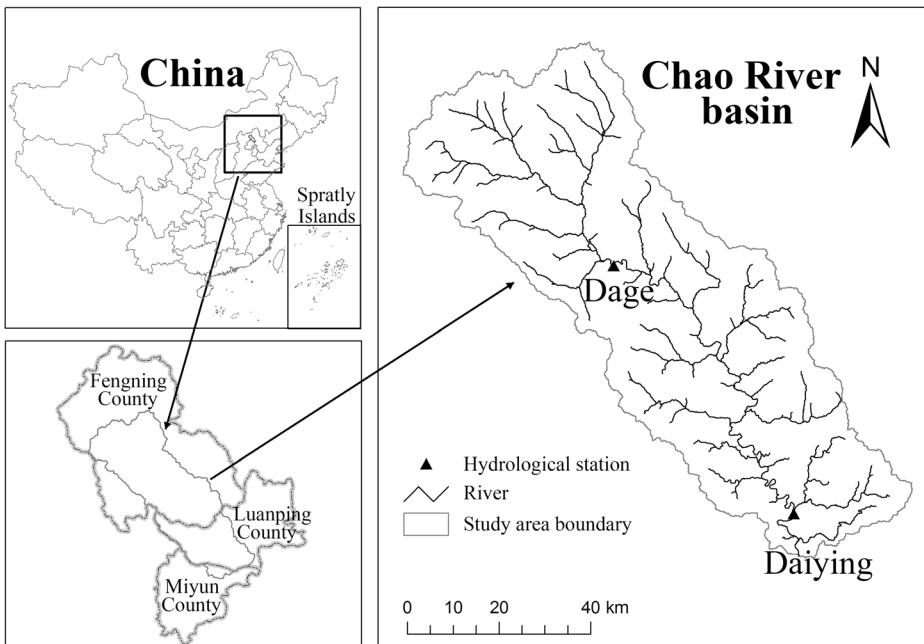 China
Spratly
Islands
Fengning
County
Luanping
County
Miyun
County
Chao River
basin
N
Dage
Daiying
Hydrological station
River
Study area boundary
0 10 20 40 km